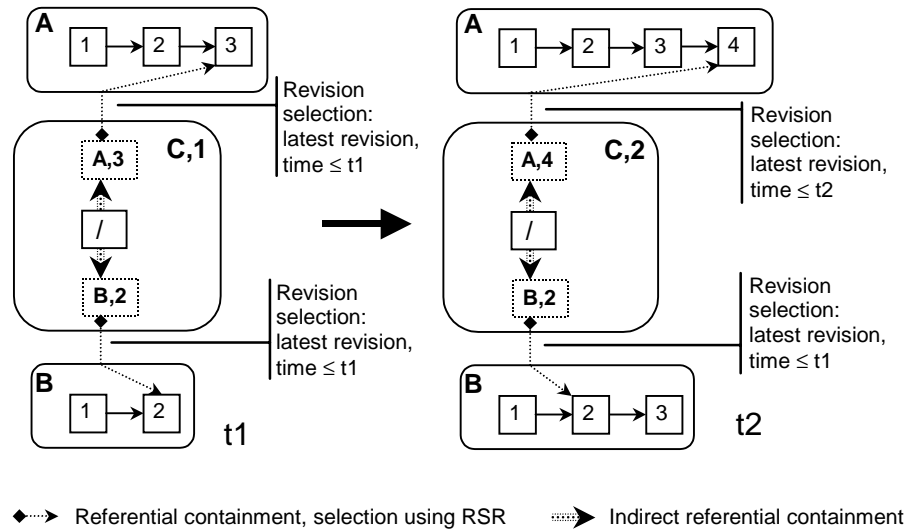 A
1 2 3
Revision
selection:
latest revision,
time ≤ t1
C,1
A,3
/
B,2
Revision
selection:
latest revision,
time ≤ t1
B
1 2
t1
A
1 2 3 4
Revision
selection:
latest revision,
time ≤ t2
C,2
A,4
/
B,2
Revision
selection:
latest revision,
time ≤ t1
B
1 2 3
t2
Referential containment, selection using RSR
Indirect referential containment